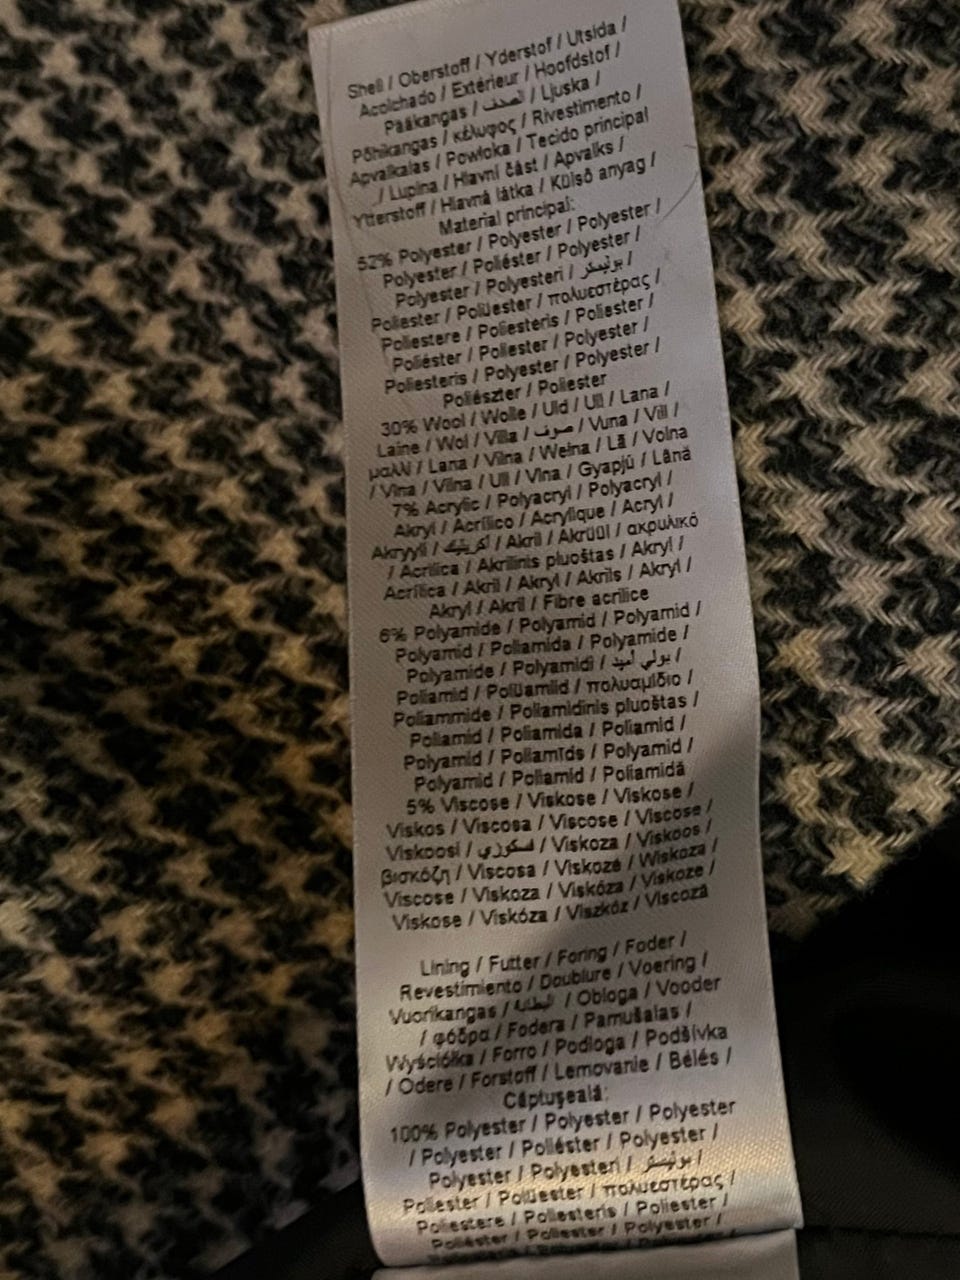 Shell / Oberstoff / Yderstof / Utsida /
Acolchado / Extérieur / Hoofdstof /
Pääkangas / الصدف / Ljuska /
Põhikangas / κέλυφος / Rivestimento /
Apvalkalas / Powłoka / Tecido principal
/ Lupina / Hlavní část / Apvalks /
Ytterstoff / Hlavná látka / Külső anyag /
Material principal:
52% Polyester / Polyester / Polyester /
Polyester / Poliéster / Polyester /
Polyester / Polyesteri / بوليستر /
Poliester / Polüester / πολυεστέρας /
Poliestere / Poliesteris / Poliester /
Poliéster / Poliester / Polyester /
Poliesteris / Polyester / Polyester /
Poliészter / Poliester
30% Wool / Wolle / Uld / Ull / Lana /
Laine / Wol / Villa / صوف / Vuna / Vill /
μαλλί / Lana / Vilna / Wełna / Lã / Volna
/ Vlna / Vilna / Ull / Vlna / Gyapjú / Lână
7% Acrylic / Polyacryl / Polyacryl /
Akryl / Acrílico / Acrylique / Acryl /
Akryyli / أكريليك / Akril / Akrüül / ακρυλικό
/ Acrilica / Akrilinis pluoštas / Akryl /
Acrílica / Akril / Akryl / Akrils / Akryl /
Akryl / Akril / Fibre acrilice
6% Polyamide / Polyamid / Polyamid /
Polyamid / Poliamida / Polyamide /
Polyamide / Polyamidi / بولي أميد /
Poliamid / Polüamiid / πολυαμίδιο /
Poliammide / Poliamidinis pluoštas /
Poliamid / Poliamida / Poliamid /
Polyamid / Poliamīds / Polyamid /
Polyamid / Poliamid / Poliamidă
5% Viscose / Viskose / Viskose /
Viskos / Viscosa / Viscose / Viscose /
Viskoosi / فسكوزي / Viskoza / Viskoos /
βισκόζη / Viscosa / Viskozė / Wiskoza /
Viscose / Viskoza / Viskóza / Viskoze /
Viskose / Viskóza / Viszkóz / Viscoză
Lining / Futter / Foring / Foder /
Revestimiento / Doublure / Voering /
Vuorikangas / البطانة / Obloga / Vooder
/ φόδρα / Fodera / Pamušalas /
Wyściółka / Forro / Podloga / Podšívka
/ Odere / Forstoff / Lemovanie / Bélés /
Căptuşeală:
100% Polyester / Polyester / Polyester
/ Polyester / Poliéster / Polyester /
Polyester / Polyesteri / بوليستر /
Poliester / Polüester / πολυεστέρας /
Poliestere / Poliesteris / Poliester /
Poliéster / Poliester / Polyester /